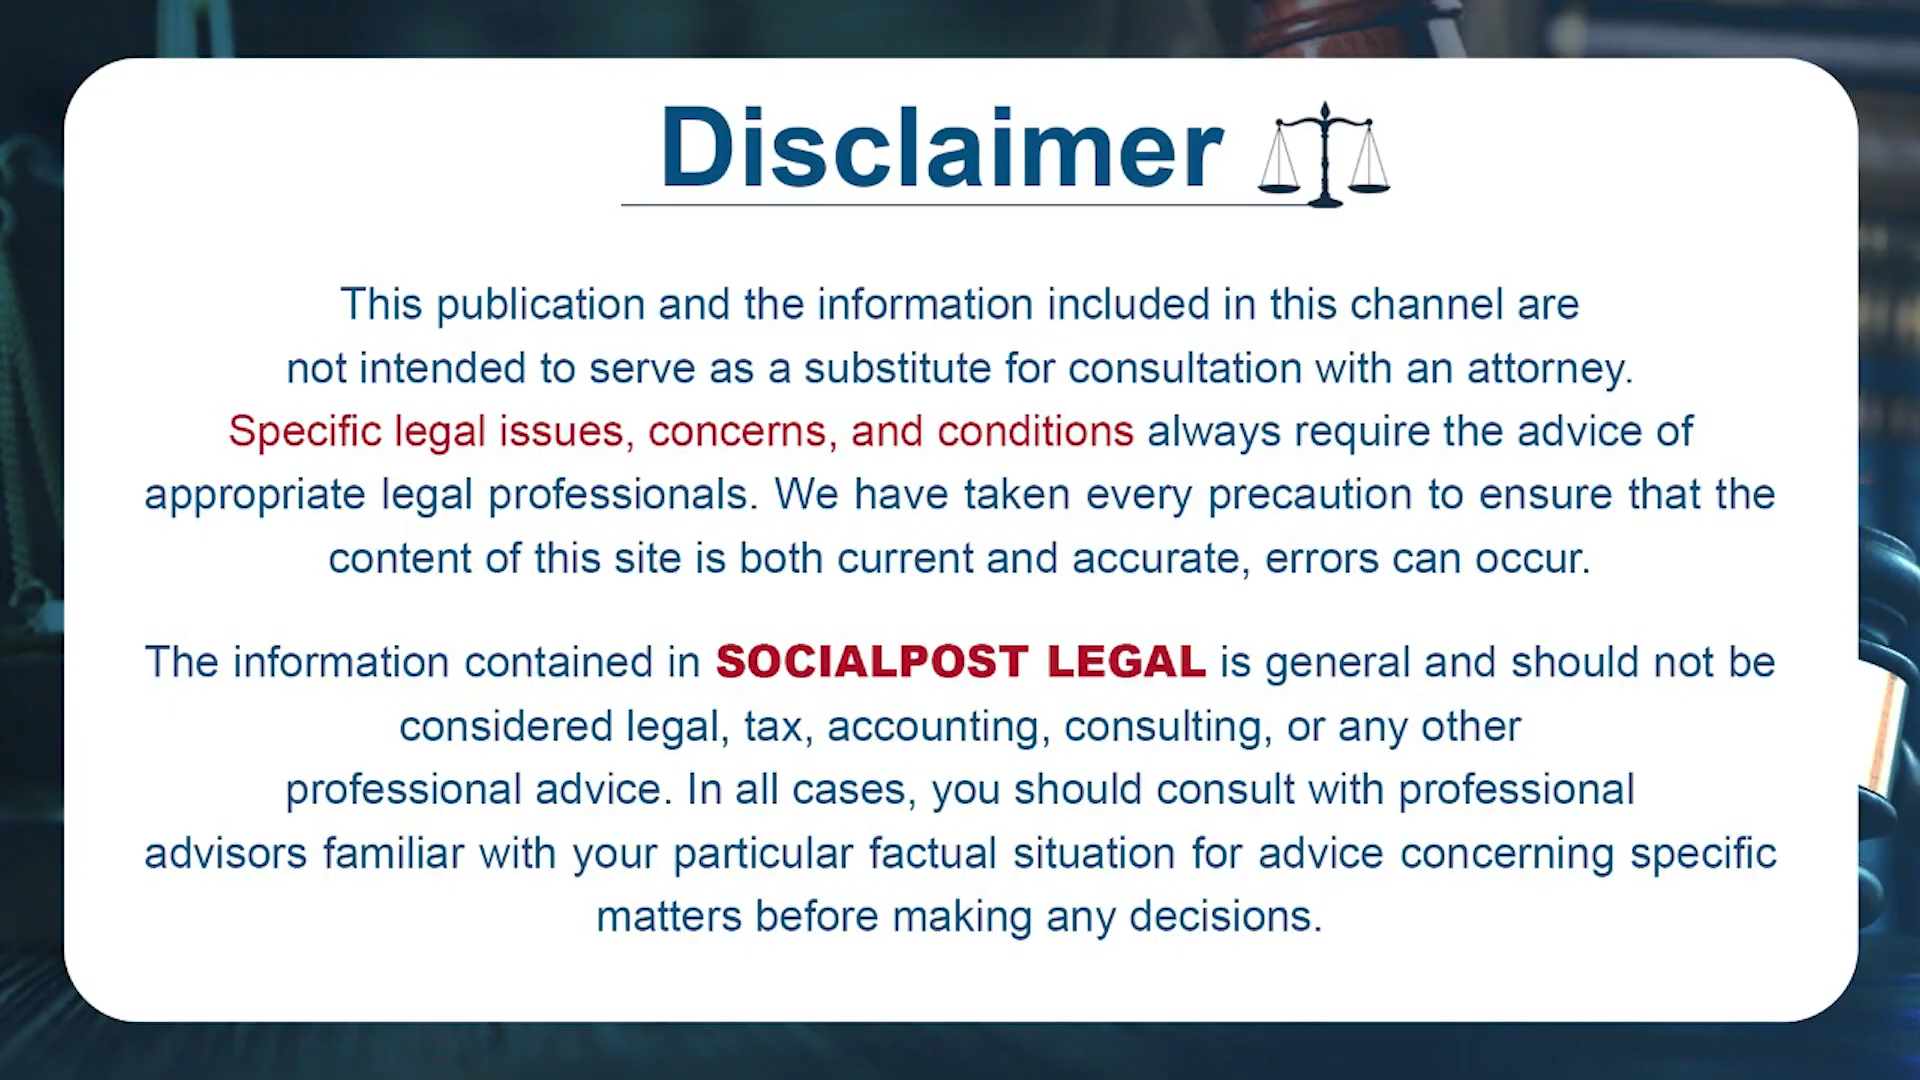 Disclaimer
This publication and the information included in this channel are
not intended to serve as a substitute for consultation with an attorney.
Specific legal issues, concerns, and conditions always require the advice of
appropriate legal professionals. We have taken every precaution to ensure that the
content of this site is both current and accurate, errors can occur.
The information contained in SOCIALPOST LEGAL is general and should not be
considered legal, tax, accounting, consulting, or any other
professional advice. In all cases, you should consult with professional
advisors familiar with your particular factual situation for advice concerning specific
matters before making any decisions.